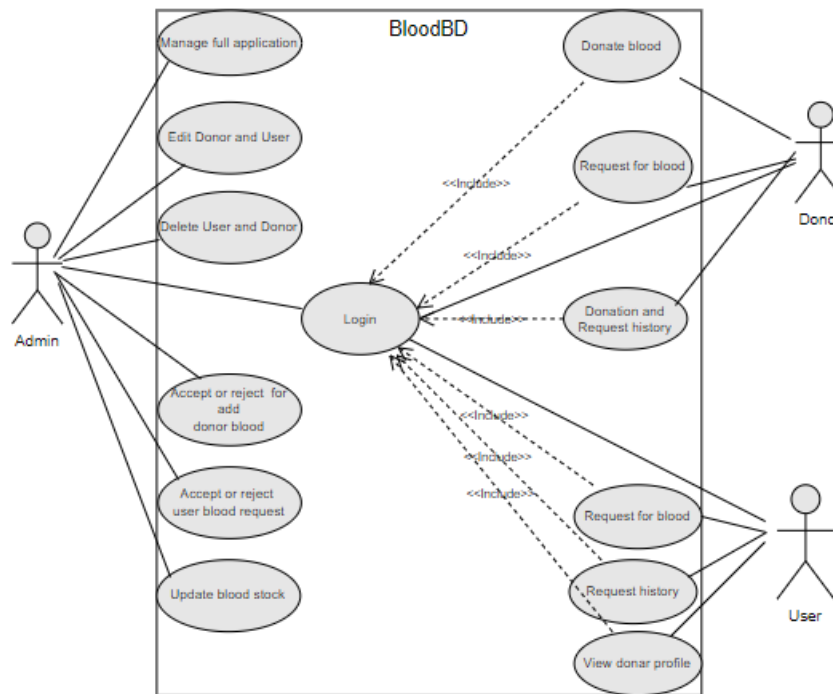 BloodBD
Manage full application
Donate blood
Edit Donor and User
Request for blood
<<Include>>
Delete User and Donor
Dono
<<Include>>
Admin
Login
<<Include>>
Donation and
Request history
Accept or reject for
add
donor blood
<<Include>>
<<Include>>
<<Include>>
Accept or reject
user blood request
Request for blood
Update blood stock
Request history
User
View donar profile